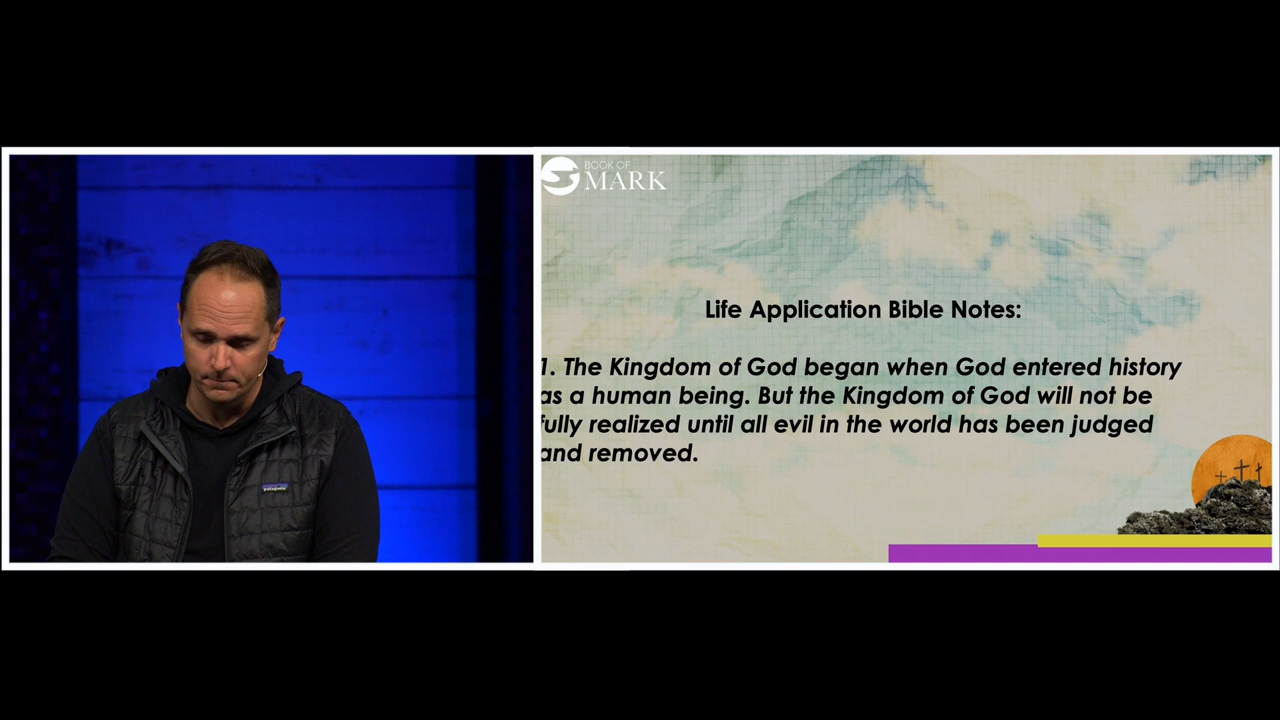 BOOK OF
MARK
Life Application Bible Notes:
1. The Kingdom of God began when God entered history
as a human being. But the Kingdom of God will not be
fully realized until all evil in the world has been judged
and removed.
patagonia